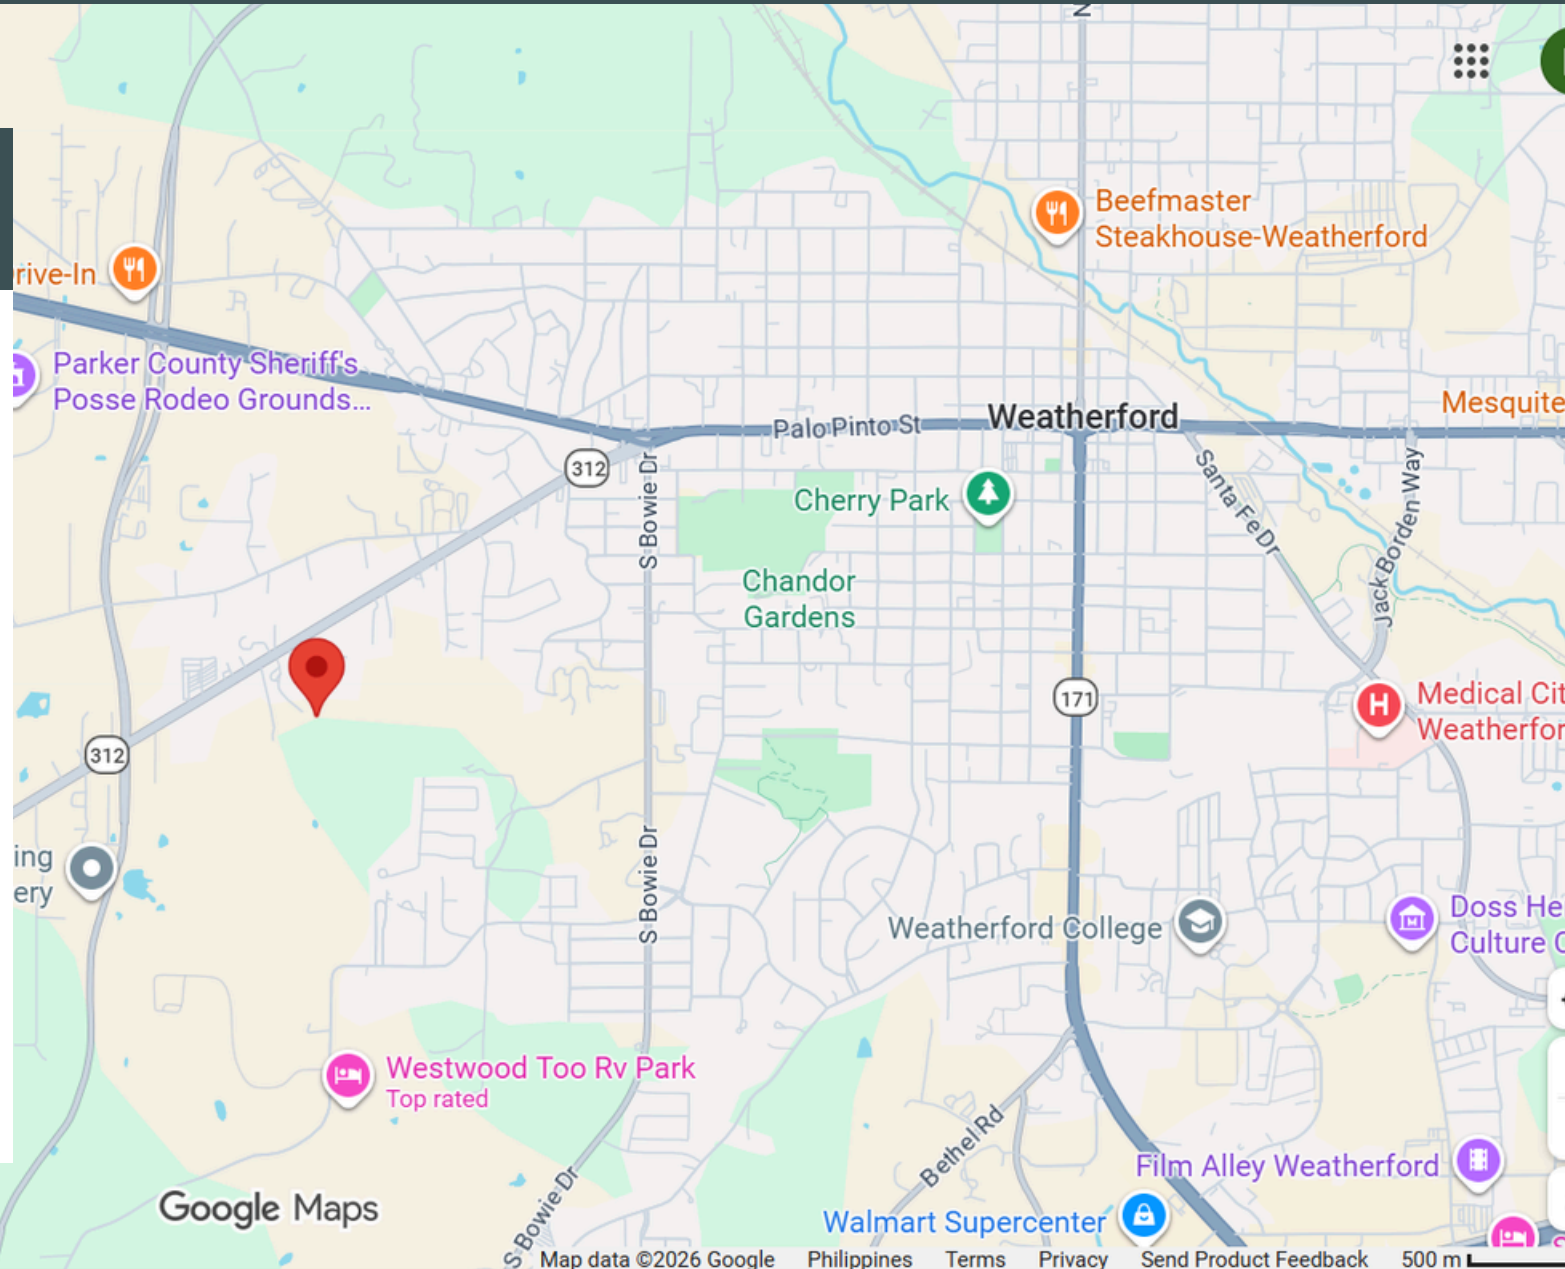 N
Beefmaster
Steakhouse-Weatherford
rive-In
Parker County Sheriff's
Posse Rodeo Grounds...
Mesquite
Weatherford
Palo Pinto St
312
S Bowie Dr
Cherry Park
Santa Fe Dr
Jack Borden Way
Chandor
Gardens
171
Medical Cit
Weatherfor
H
312
ing
ery
S Bowie Dr
Weatherford College
Doss He
Culture C
Westwood Too Rv Park
Top rated
Bethel Rd
Film Alley Weatherford
S Bowie Dr
Google Maps
Walmart Supercenter
Map data ©2026 Google Philippines Terms Privacy Send Product Feedback 500 m